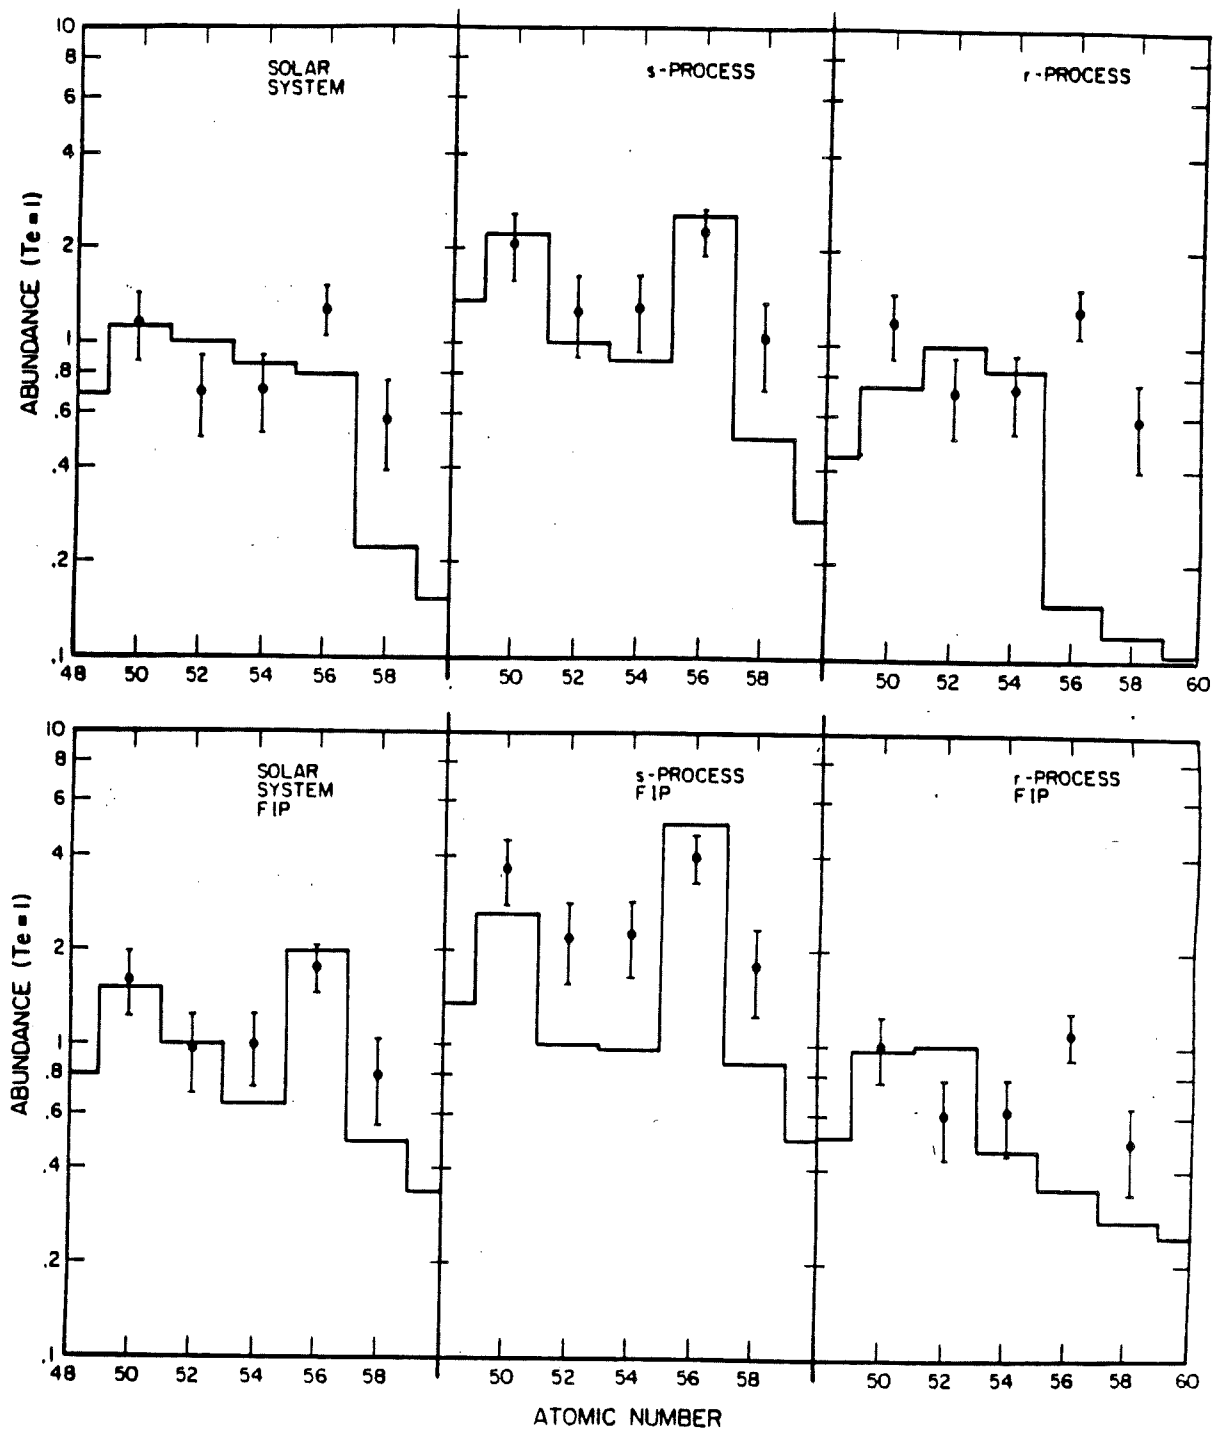 SOLAR
SYSTEM
s-PROCESS
r-PROCESS
ABUNDANCE (Te=1)
10
8
6
4
2
1
.8
.6
.4
.2
.1
48 50 52 54 56 58 50 52 54 56 58 50 52 54 56 58 60
SOLAR
SYSTEM
FIP
s-PROCESS
FIP
r-PROCESS
FIP
ABUNDANCE (Te=1)
10
8
6
4
2
1
.8
.6
.4
.2
.1
48 50 52 54 56 58 50 52 54 56 58 50 52 54 56 58 60
ATOMIC NUMBER